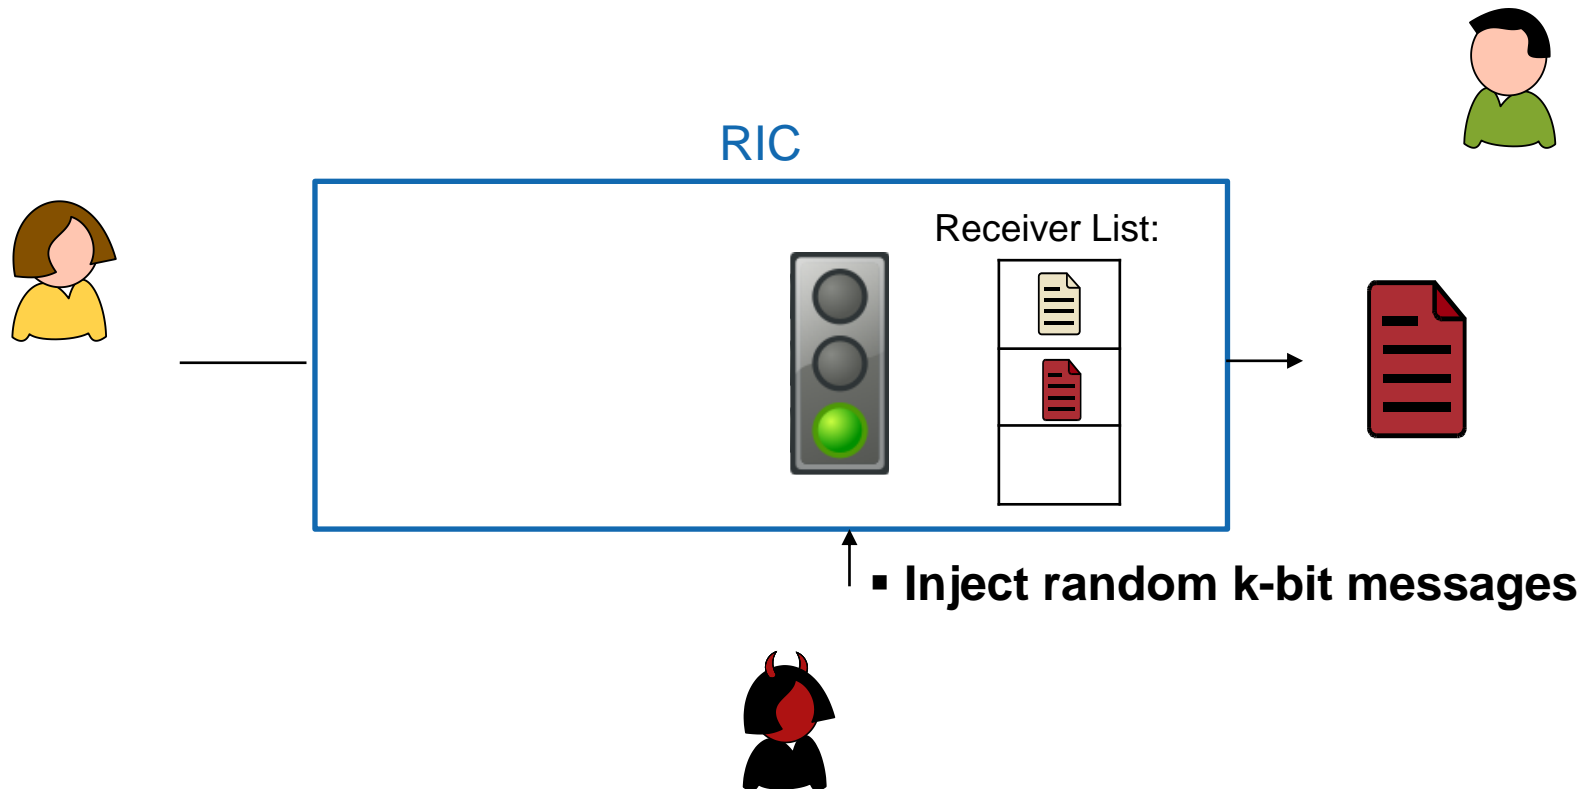 RIC
Receiver List:
▪ Inject random k-bit messages